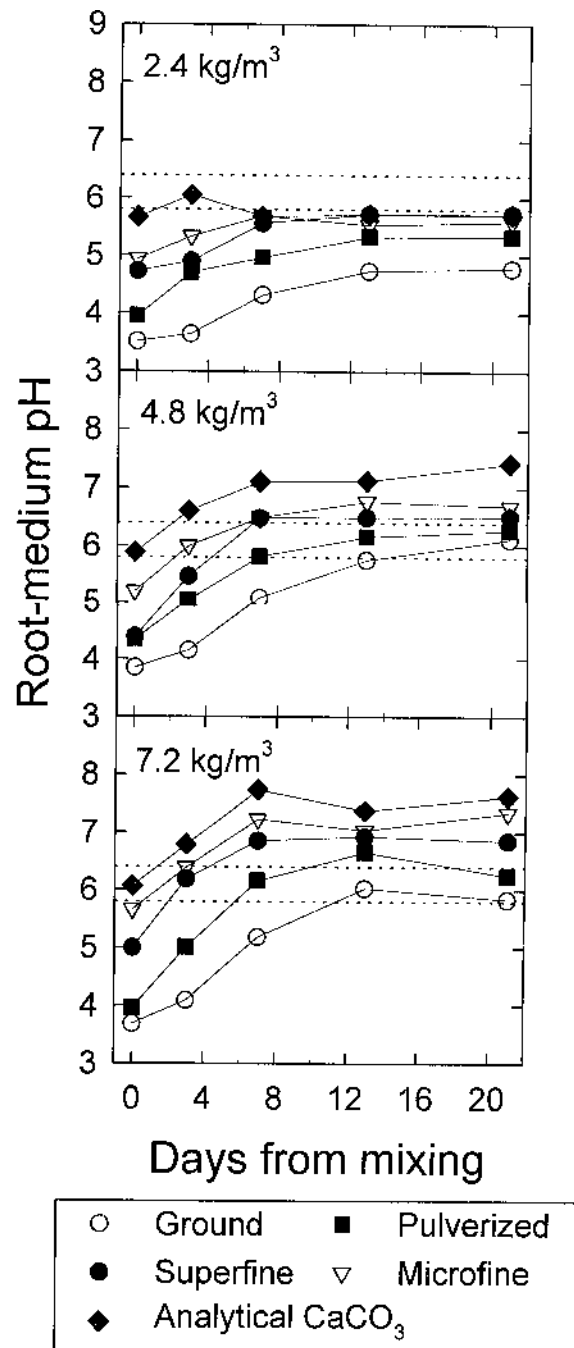 9
2.4 kg/m³
8
7
6
5
4
3
4.8 kg/m³
8
7
6
5
4
3
7.2 kg/m³
8
7
6
5
4
3
Root-medium pH
0 4 8 12 16 20
Days from mixing
Ground Pulverized
Superfine Microfine
Analytical CaCO₃